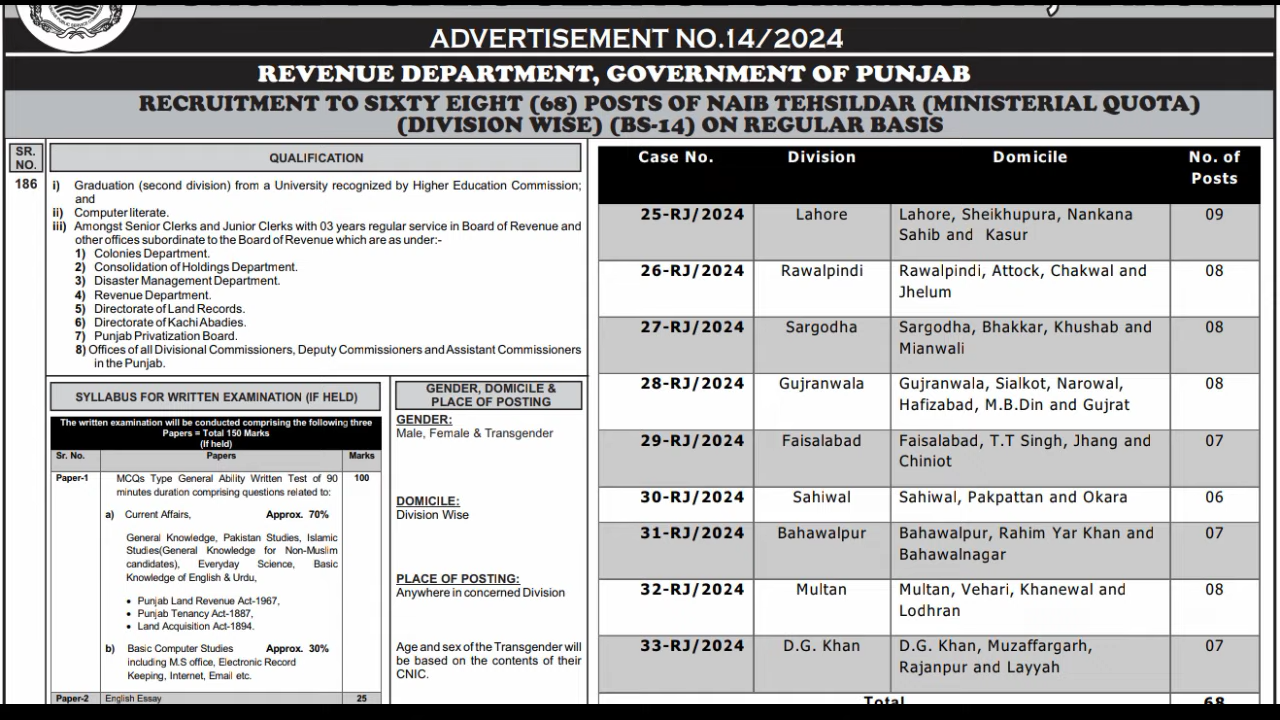 ADVERTISEMENT NO.14/2024
REVENUE DEPARTMENT, GOVERNMENT OF PUNJAB
RECRUITMENT TO SIXTY EIGHT (68) POSTS OF NAIB TEHSILDAR (MINISTERIAL QUOTA)
(DIVISION WISE) (BS-14) ON REGULAR BASIS
SR.
NO.
QUALIFICATION
186
i) Graduation (second division) from a University recognized by Higher Education Commission;
and
ii) Computer literate.
iii) Amongst Senior Clerks and Junior Clerks with 03 years regular service in Board of Revenue and
other offices subordinate to the Board of Revenue which are as under:-
1) Colonies Department.
2) Consolidation of Holdings Department.
3) Disaster Management Department.
4) Revenue Department.
5) Directorate of Land Records.
6) Directorate of Kachi Abadies.
7) Punjab Privatization Board.
8) Offices of all Divisional Commissioners, Deputy Commissioners and Assistant Commissioners
in the Punjab.
SYLLABUS FOR WRITTEN EXAMINATION (IF HELD)
The written examination will be conducted comprising the following three
Papers = Total 150 Marks
(If held)
Sr. No. Papers Marks
Paper-1 MCQs Type General Ability Written Test of 90 100
minutes duration comprising questions related to:
a) Current Affairs, Approx. 70%
General Knowledge, Pakistan Studies, Islamic
Studies(General Knowledge for Non-Muslim
candidates), Everyday Science, Basic
Knowledge of English & Urdu,
• Punjab Land Revenue Act-1967,
• Punjab Tenancy Act-1887,
• Land Acquisition Act-1894.
b) Basic Computer Studies Approx. 30%
including M.S office, Electronic Record
Keeping, Internet, Email etc.
Paper-2 English Essay 25
GENDER, DOMICILE &
PLACE OF POSTING
GENDER:
Male, Female & Transgender
DOMICILE:
Division Wise
PLACE OF POSTING:
Anywhere in concerned Division
Age and sex of the Transgender will
be based on the contents of their
CNIC.
Case No. Division Domicile No. of
Posts
25-RJ/2024 Lahore Lahore, Sheikhupura, Nankana 09
Sahib and Kasur
26-RJ/2024 Rawalpindi Rawalpindi, Attock, Chakwal and 08
Jhelum
27-RJ/2024 Sargodha Sargodha, Bhakkar, Khushab and 08
Mianwali
28-RJ/2024 Gujranwala Gujranwala, Sialkot, Narowal, 08
Hafizabad, M.B.Din and Gujrat
29-RJ/2024 Faisalabad Faisalabad, T.T Singh, Jhang and 07
Chiniot
30-RJ/2024 Sahiwal Sahiwal, Pakpattan and Okara 06
31-RJ/2024 Bahawalpur Bahawalpur, Rahim Yar Khan and 07
Bahawalnagar
32-RJ/2024 Multan Multan, Vehari, Khanewal and 08
Lodhran
33-RJ/2024 D.G. Khan D.G. Khan, Muzaffargarh, 07
Rajanpur and Layyah
Total 68